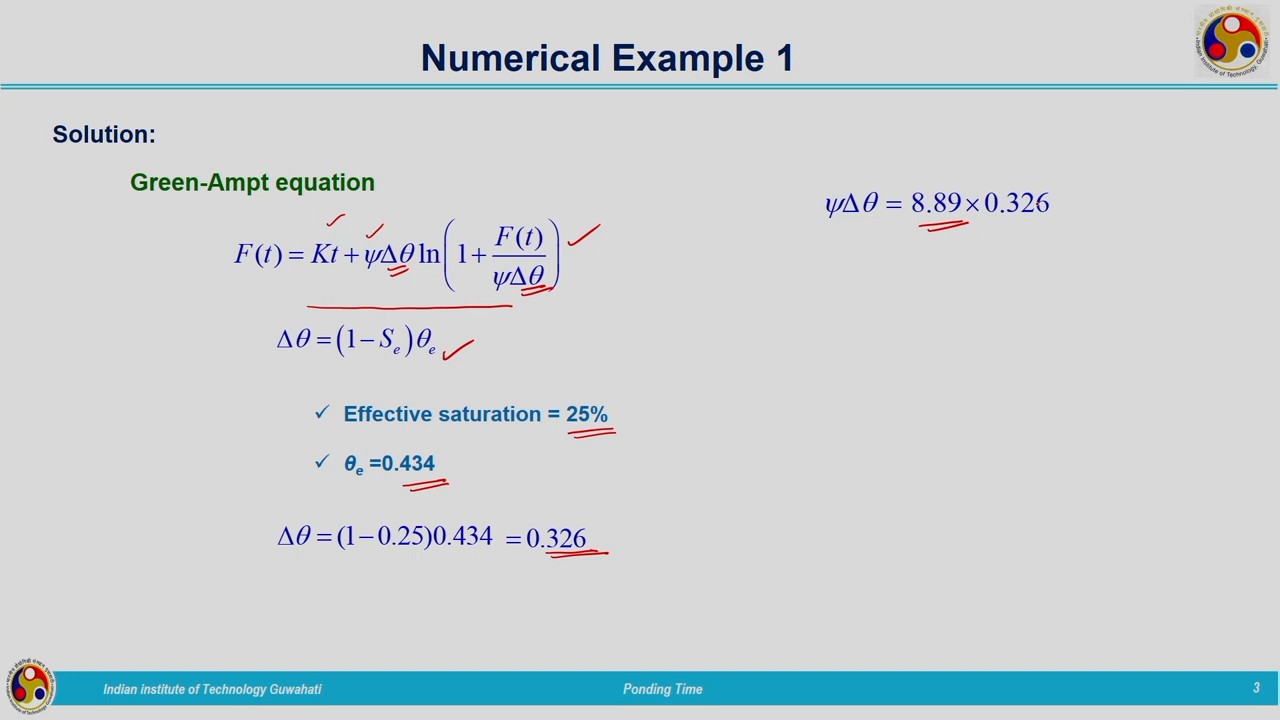 Numerical Example 1
Solution:
Green-Ampt equation
F(t) = Kt + ψΔθ ln(1 + F(t)/ψΔθ)
Δθ = (1 − Sₑ)θₑ
✓ Effective saturation = 25%
✓ θₑ =0.434
Δθ = (1 − 0.25)0.434 = 0.326
ψΔθ = 8.89 × 0.326
Indian institute of Technology Guwahati
Ponding Time
3